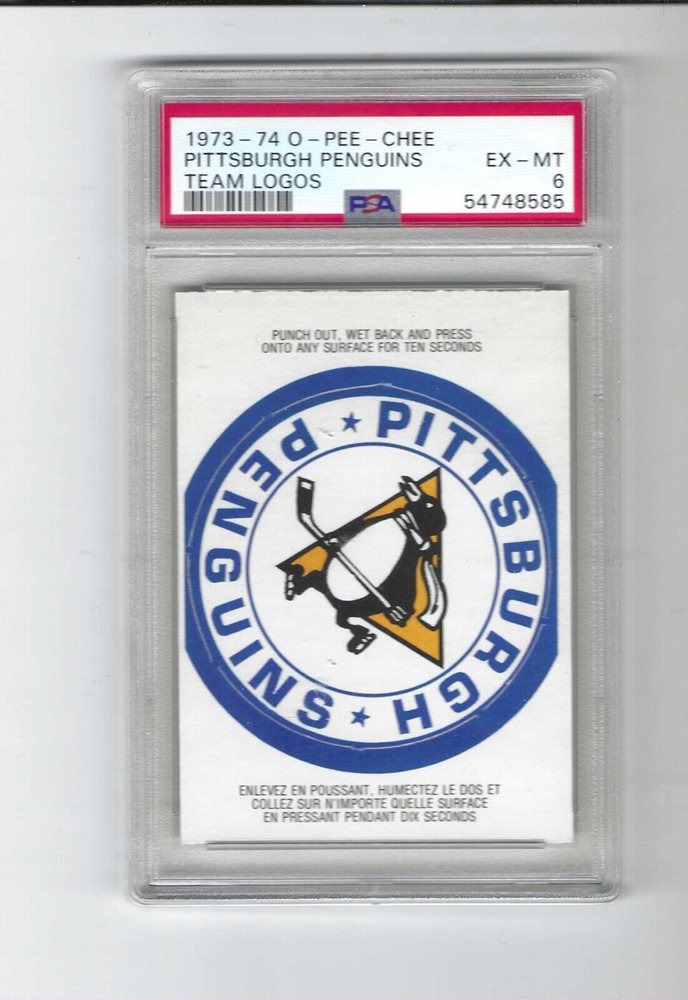 1973-74 O-PEE-CHEE
PITTSBURGH PENGUINS EX-MT
TEAM LOGOS 6
PSA 54748585
PUNCH OUT, WET BACK AND PRESS
ONTO ANY SURFACE FOR TEN SECONDS
PITTSBURGH ★ PENGUINS ★
ENLEVEZ EN POUSSANT, HUMECTEZ LE DOS ET
COLLEZ SUR N'IMPORTE QUELLE SURFACE
EN PRESSANT PENDANT DIX SECONDS